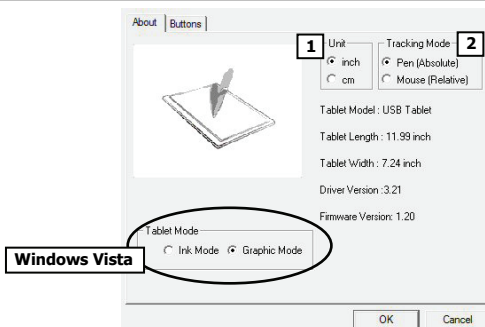 About Buttons
1 Unit Tracking Mode 2
inch Pen (Absolute)
cm Mouse (Relative)
Tablet Model : USB Tablet
Tablet Length : 11.99 inch
Tablet Width : 7.24 inch
Driver Version :3.21
Firmware Version: 1.20
Tablet Mode
Ink Mode Graphic Mode
Windows Vista
OK Cancel